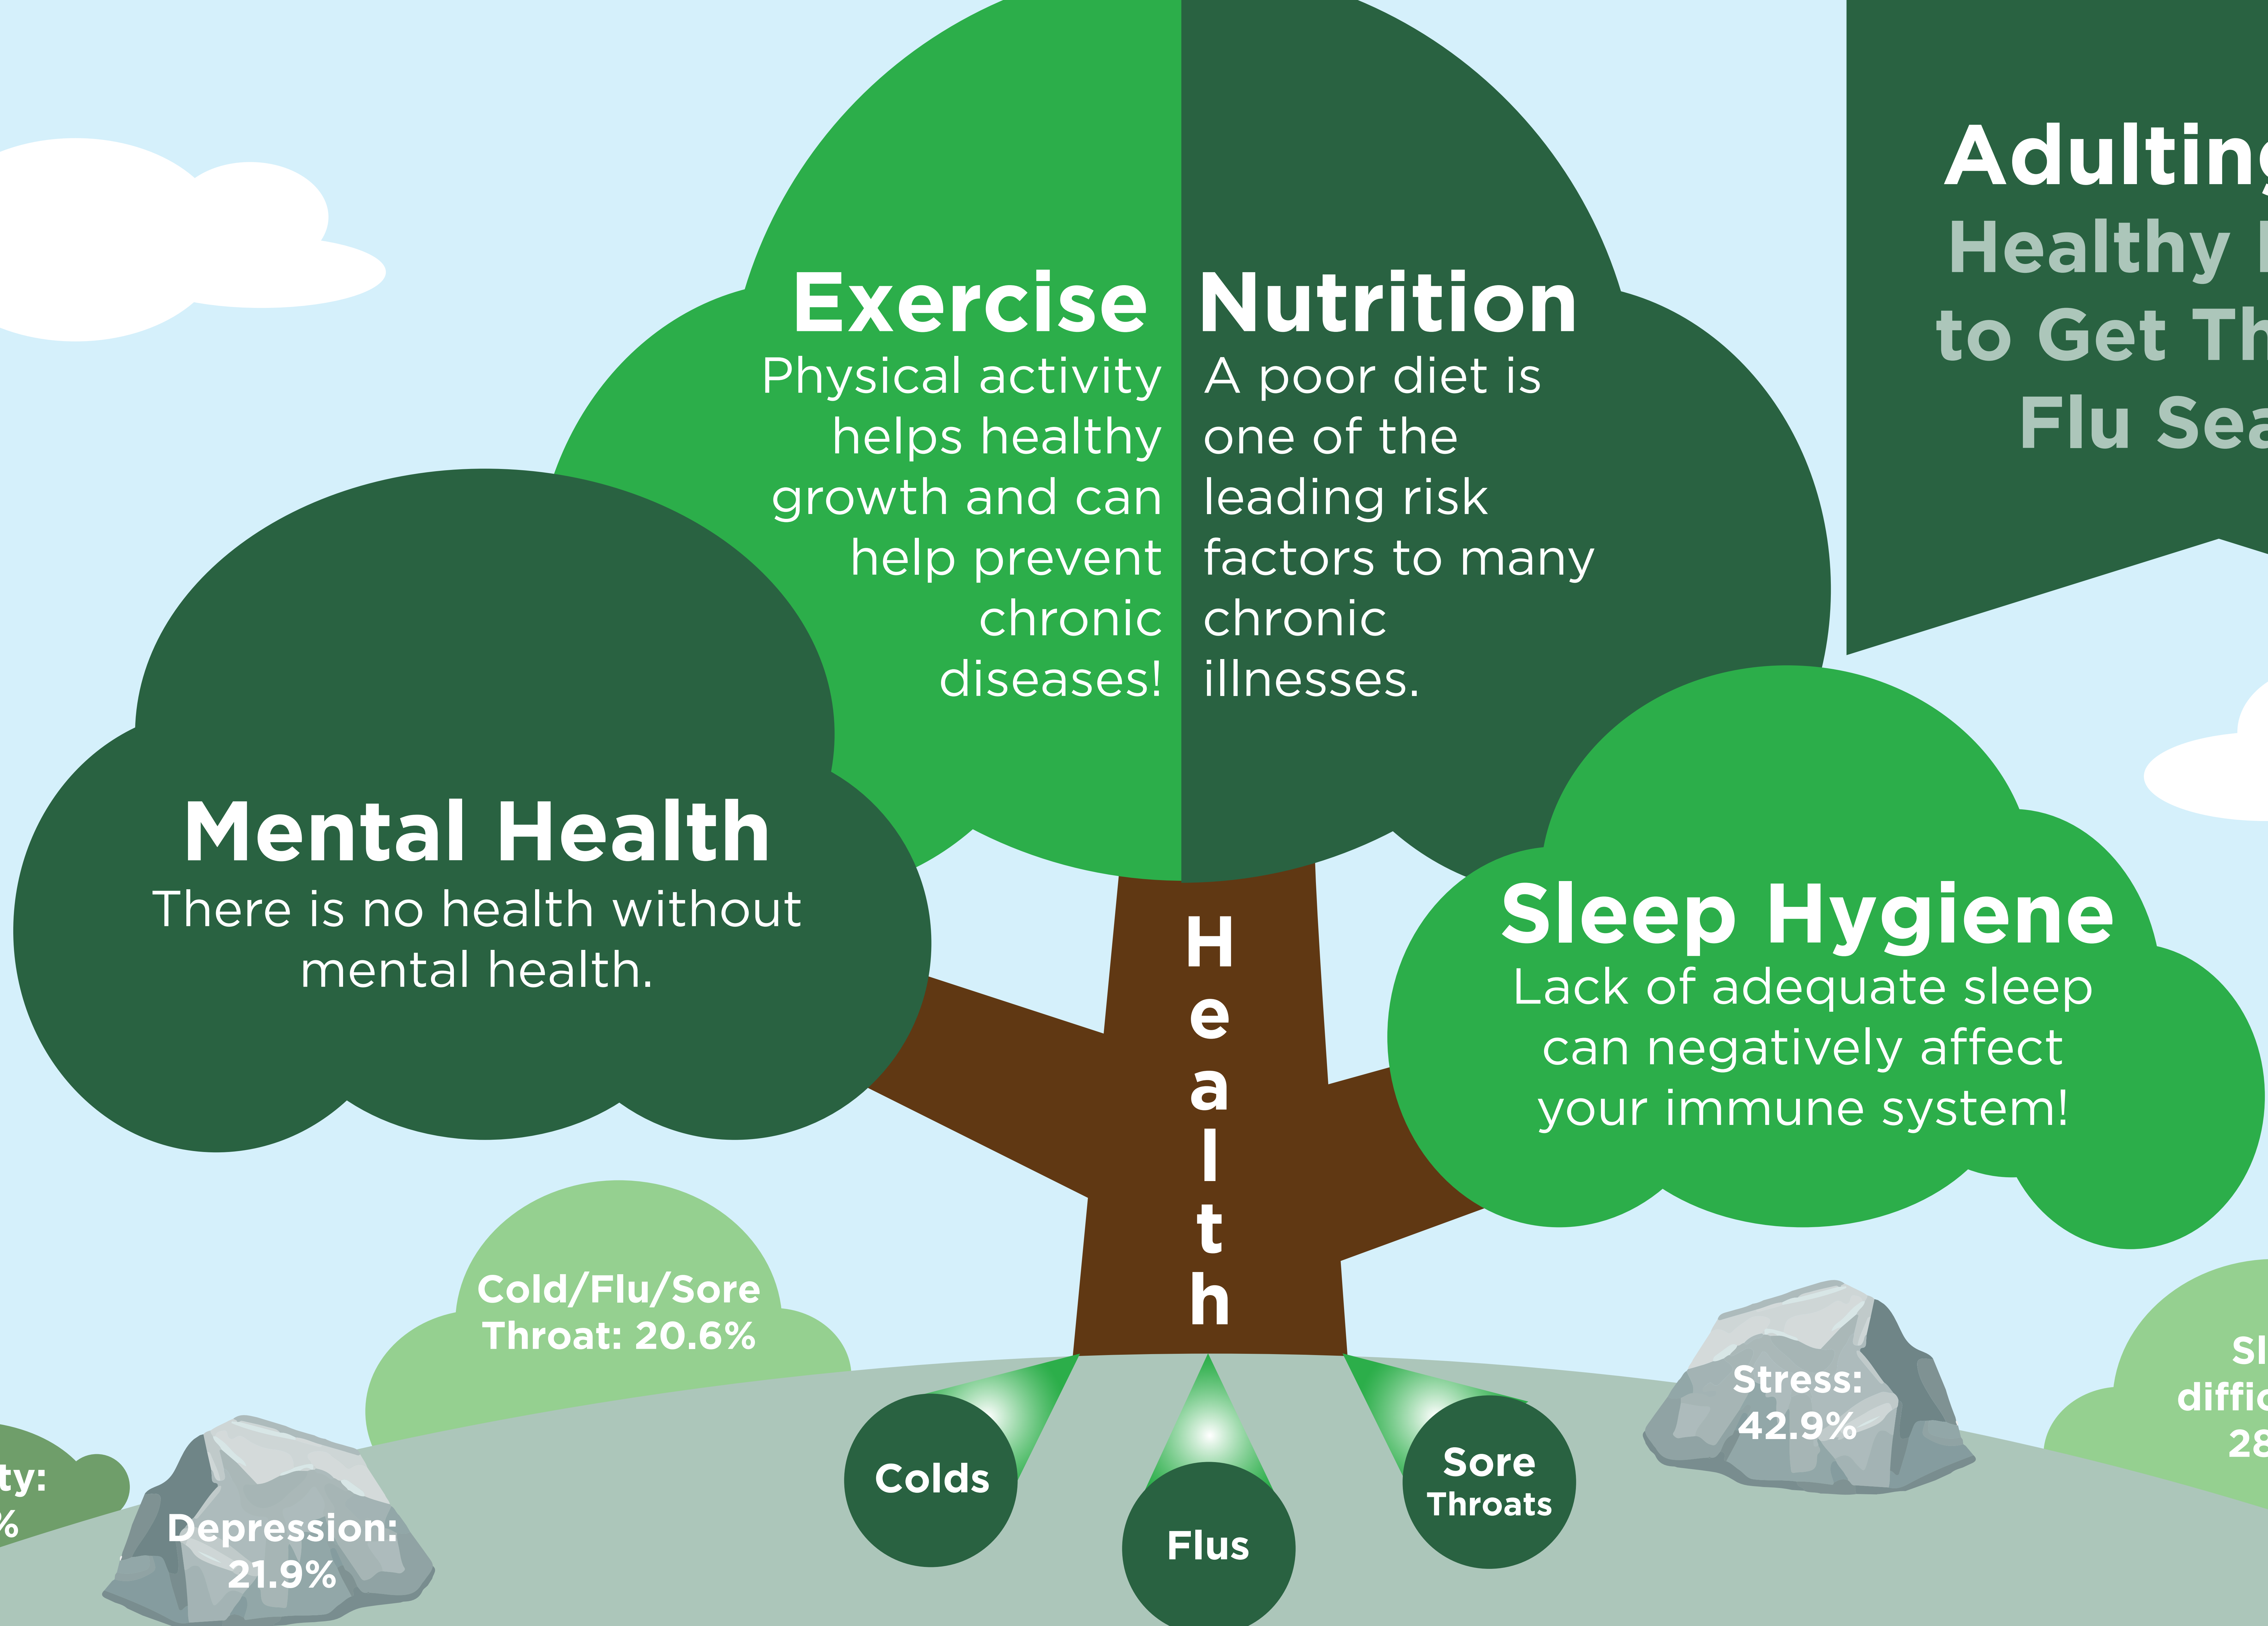 Adulting
Healthy
to Get
Flu
Exercise
Physical activity
helps healthy
growth and can
help prevent
chronic
diseases!
Nutrition
A poor diet is
one of the
leading risk
factors to many
chronic
illnesses.
Mental Health
There is no health without
mental health.
Sleep Hygiene
Lack of adequate sleep
can negatively affect
your immune system!
Health
Cold/Flu/Sore
Throat: 20.6%
Stress:
42.9%
Depression:
21.9%
Colds
Flus
Sore
Throats